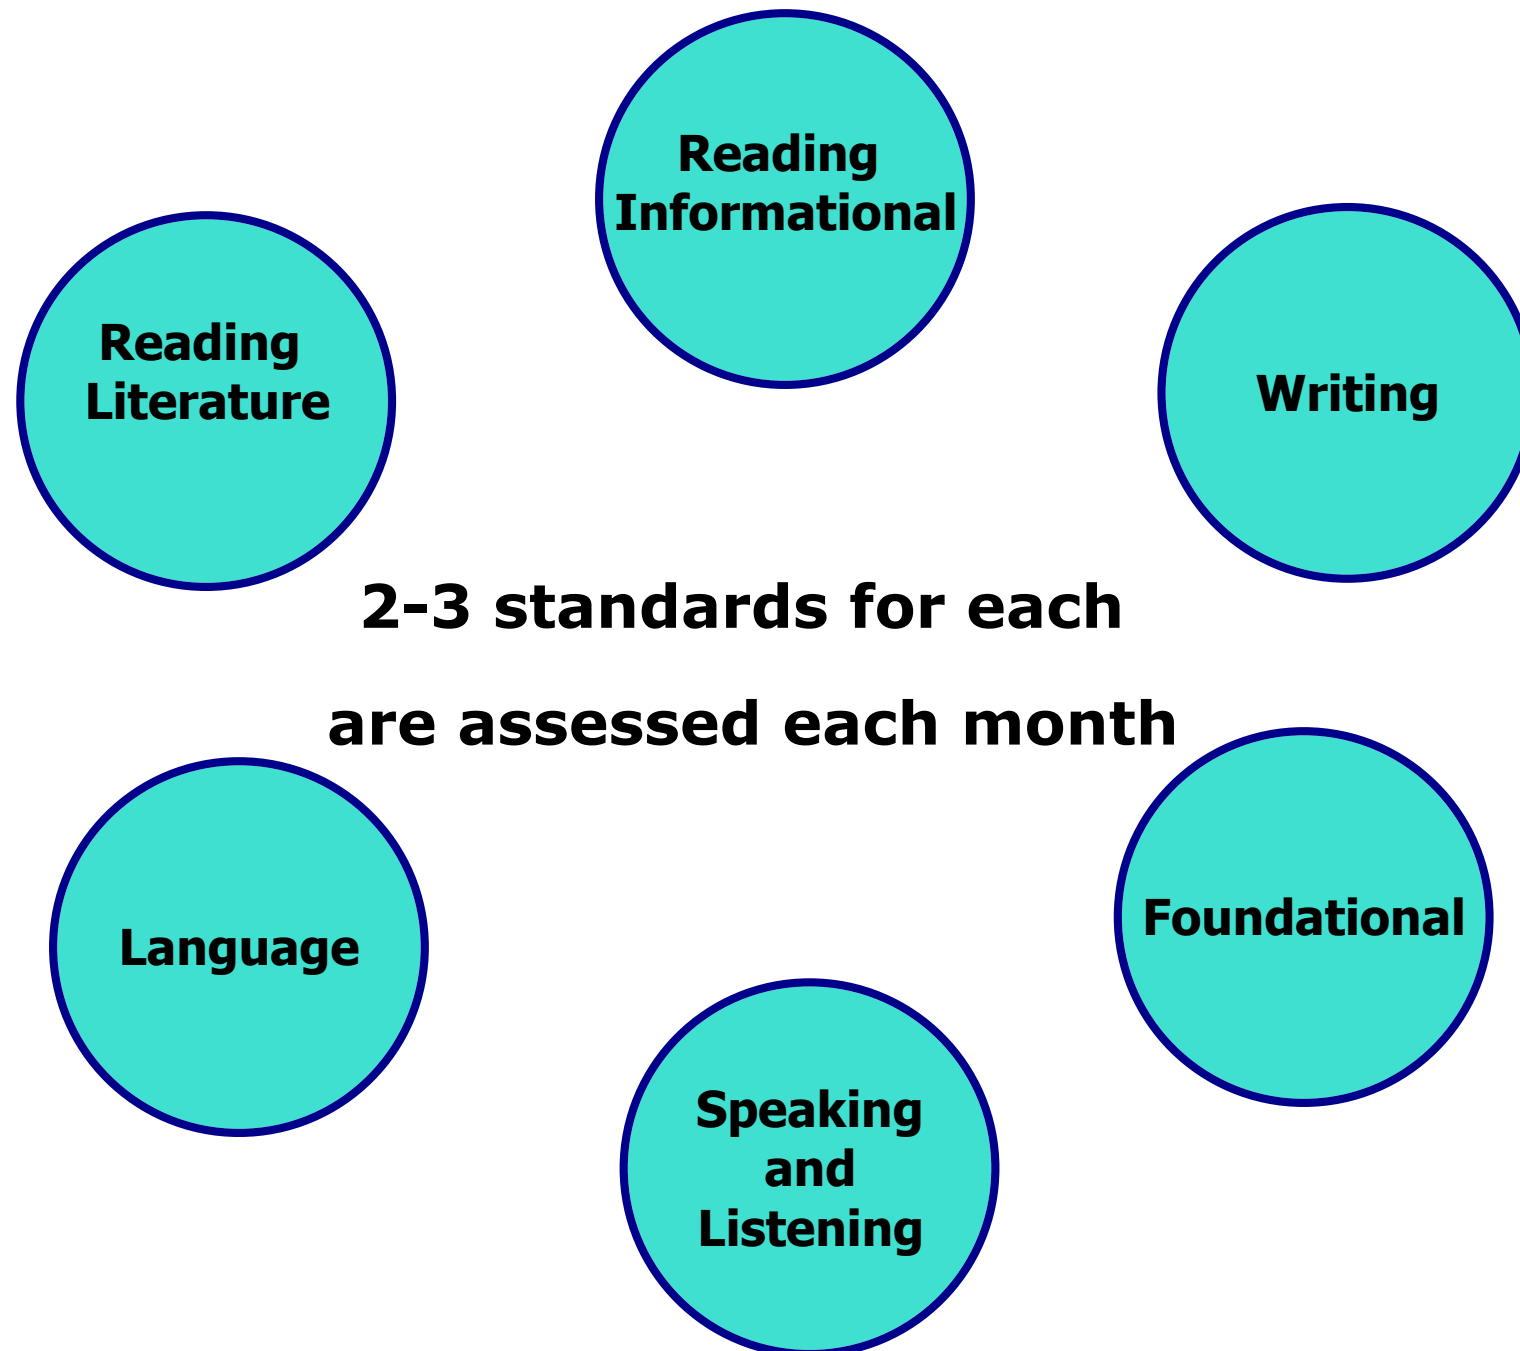 Reading
Informational
Reading
Literature
Writing
2-3 standards for each
are assessed each month
Language
Foundational
Speaking
and
Listening